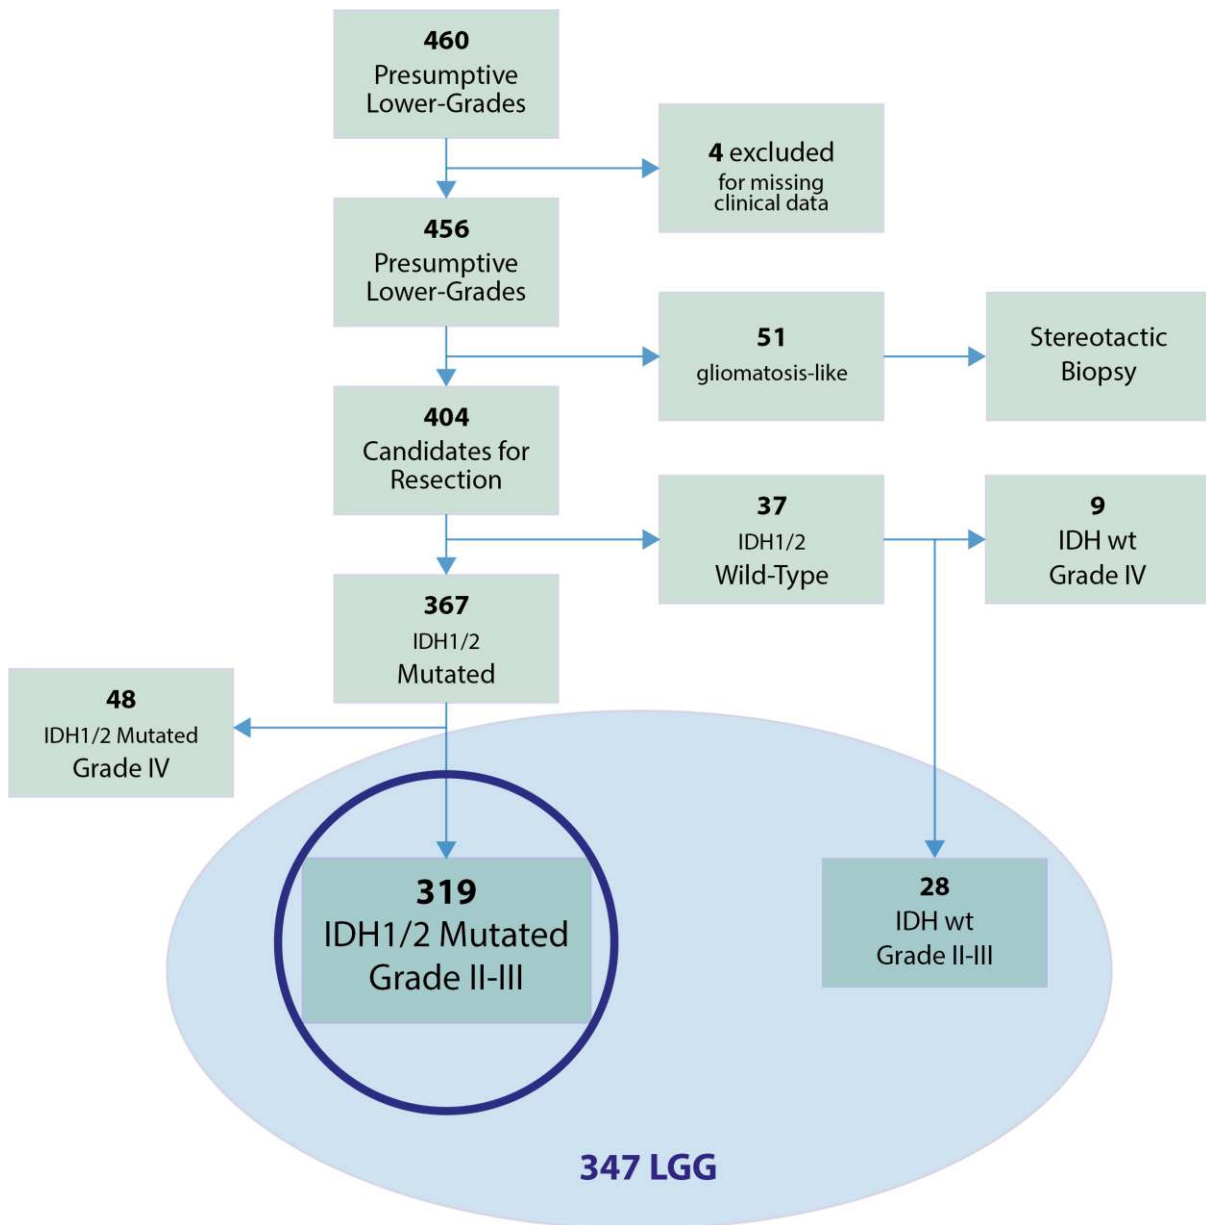 460
Presumptive
Lower-Grades
4 excluded
for missing
clinical data
456
Presumptive
Lower-Grades
51
gliomatosis-like
Stereotactic
Biopsy
404
Candidates for
Resection
37
IDH1/2
Wild-Type
9
IDH wt
Grade IV
367
IDH1/2
Mutated
48
IDH1/2 Mutated
Grade IV
319
IDH1/2 Mutated
Grade II-III
28
IDH wt
Grade II-III
347 LGG